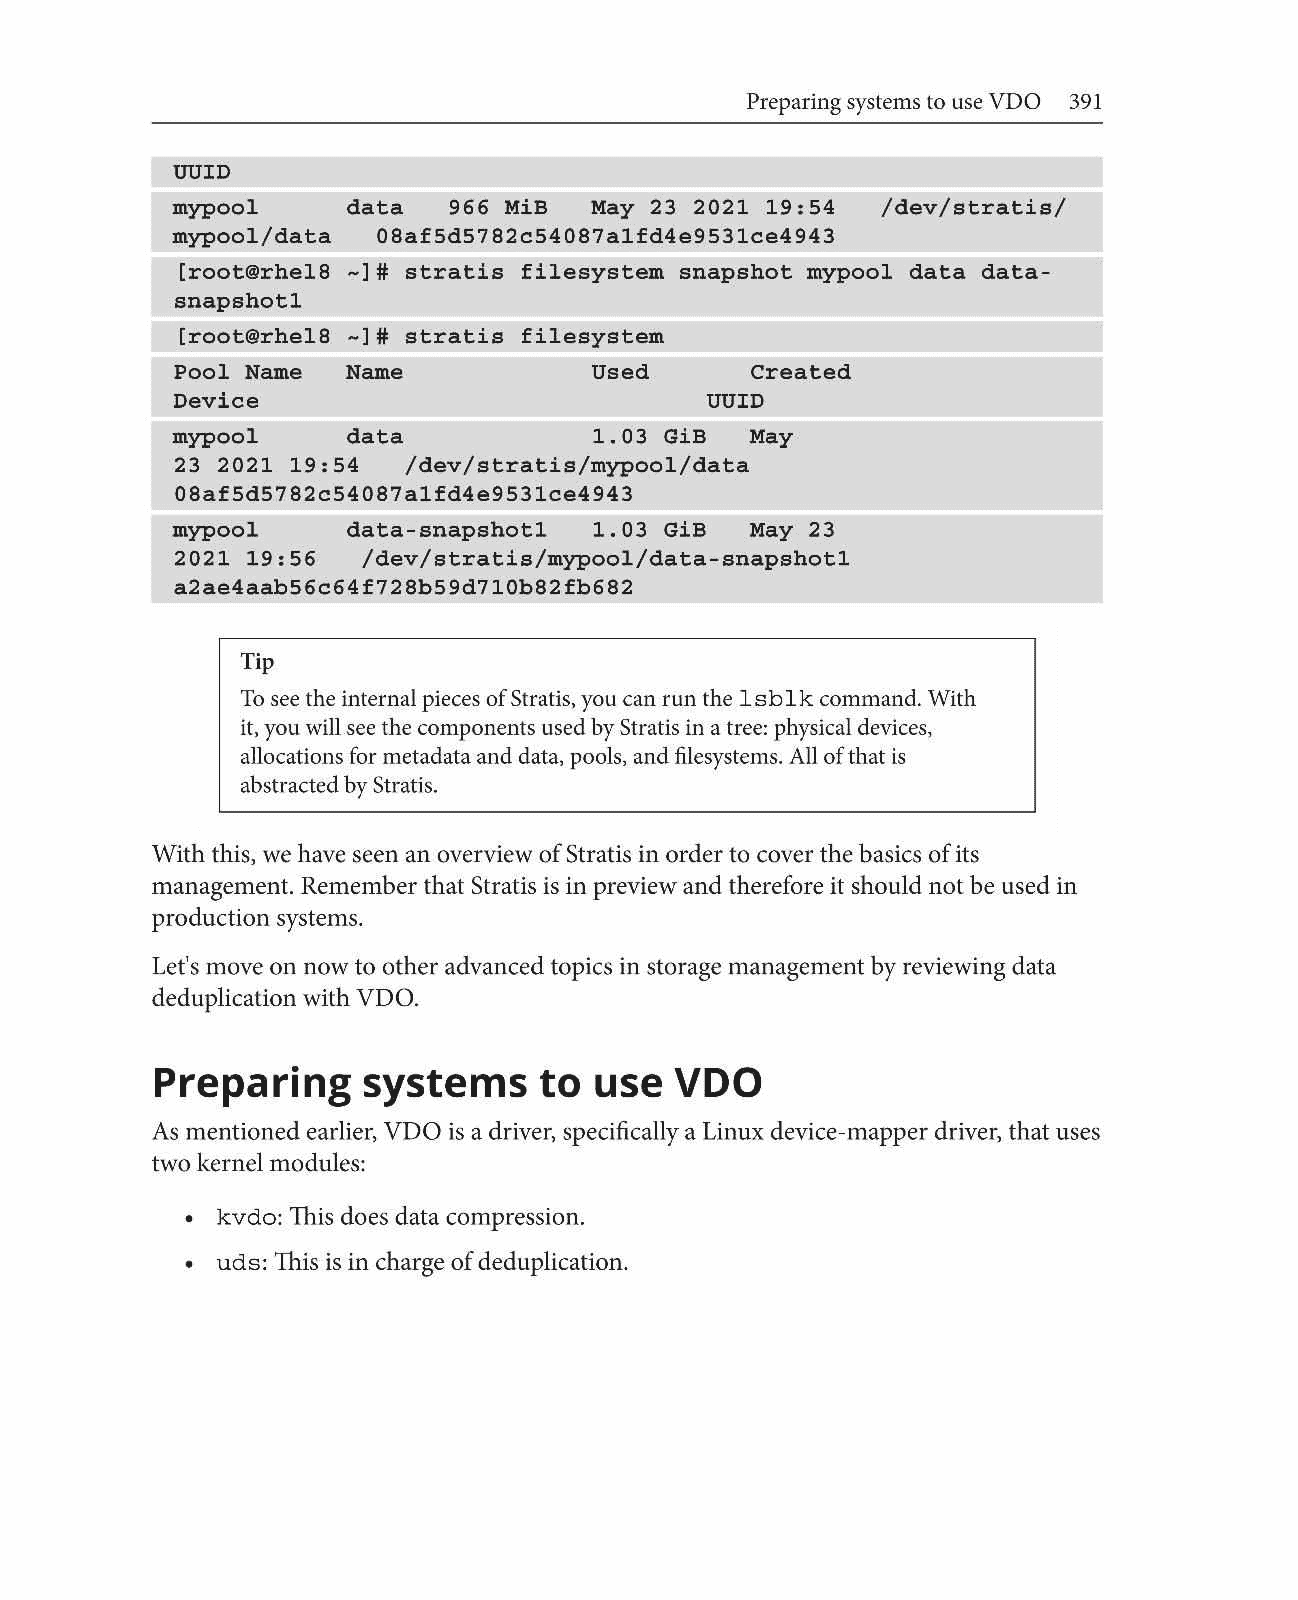 Preparing systems to use VDO 391
UUID
mypool data 966 MiB May 23 2021 19:54 /dev/stratis/
mypool/data 08af5d5782c54087a1fd4e9531ce4943
[root@rhel8 ~]# stratis filesystem snapshot mypool data data-
snapshot1
[root@rhel8 ~]# stratis filesystem
Pool Name Name Used Created
Device UUID
mypool data 1.03 GiB May
23 2021 19:54 /dev/stratis/mypool/data
08af5d5782c54087a1fd4e9531ce4943
mypool data-snapshot1 1.03 GiB May 23
2021 19:56 /dev/stratis/mypool/data-snapshot1
a2ae4aab56c64f728b59d710b82fb682
Tip
To see the internal pieces of Stratis, you can run the lsblk command. With
it, you will see the components used by Stratis in a tree: physical devices,
allocations for metadata and data, pools, and filesystems. All of that is
abstracted by Stratis.
With this, we have seen an overview of Stratis in order to cover the basics of its
management. Remember that Stratis is in preview and therefore it should not be used in
production systems.
Let's move on now to other advanced topics in storage management by reviewing data
deduplication with VDO.
Preparing systems to use VDO
As mentioned earlier, VDO is a driver, specifically a Linux device-mapper driver, that uses
two kernel modules:
• kvdo: This does data compression.
• uds: This is in charge of deduplication.